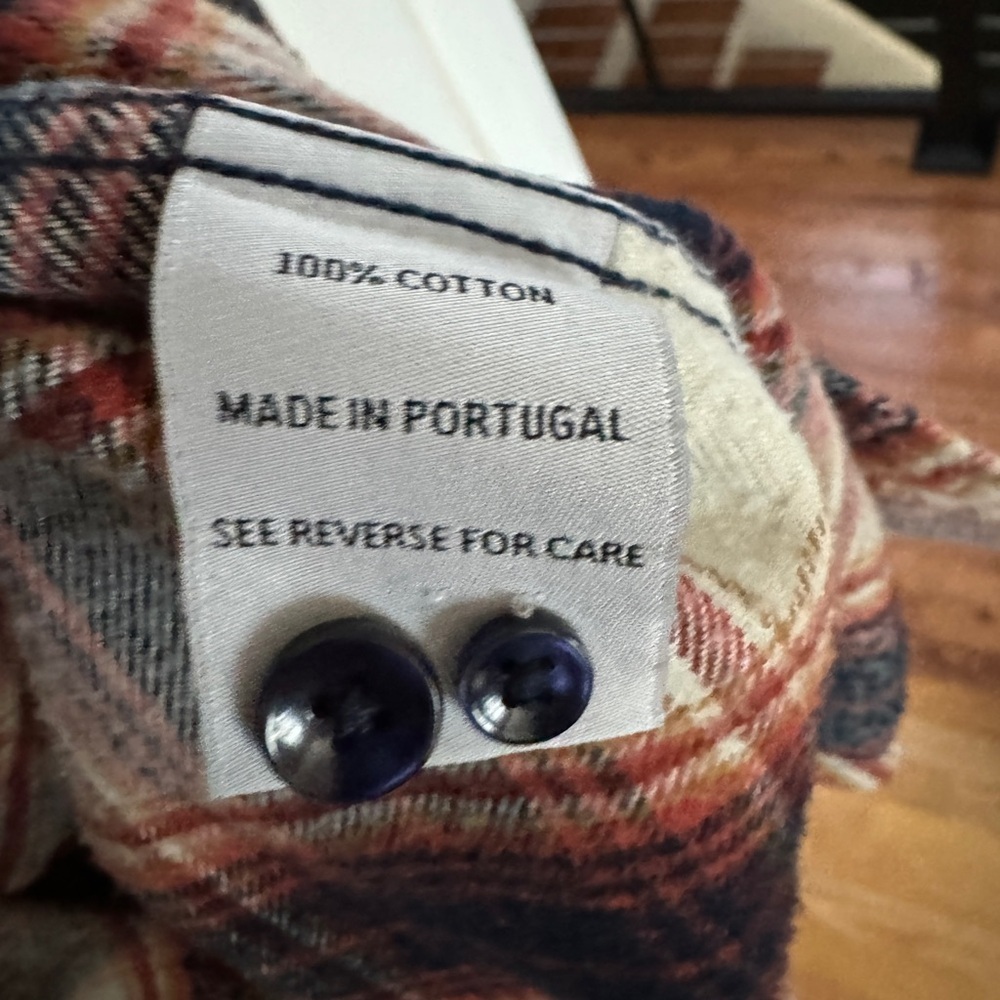 100% COTTON
MADE IN PORTUGAL
SEE REVERSE FOR CARE